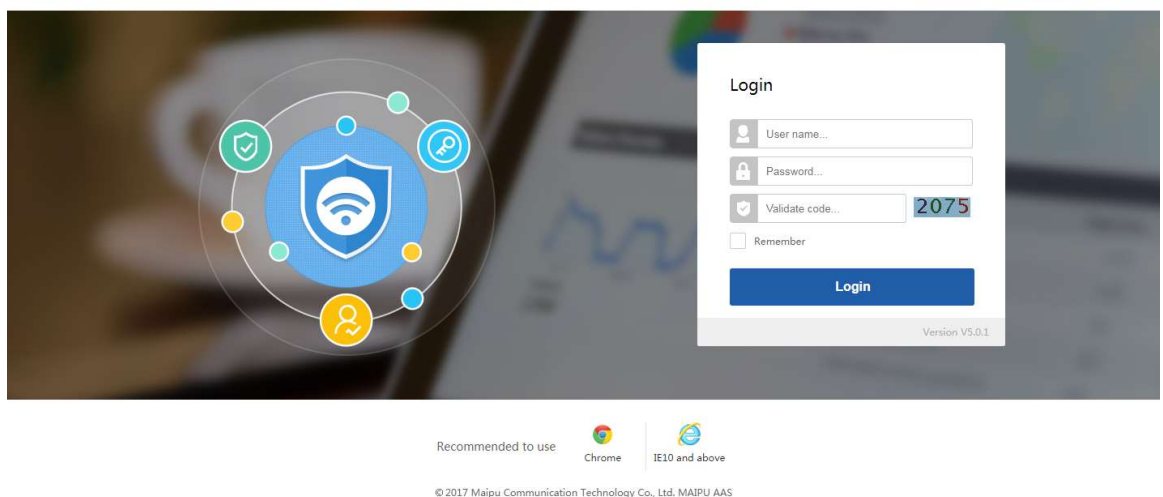 Login
User name...
Password...
Validate code...
2075
Remember
Login
Version V5.0.1
Recommended to use
Chrome
IE10 and above
© 2017 Maipu Communication Technology Co., Ltd. MAIPU AAS